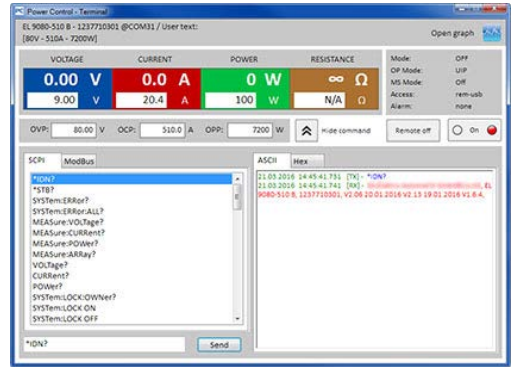 Power Control - Terminal
EL 9080-510 B - 1237710301 @COM31 / User text:
[80V - 510A - 7200W]
Open graph
VOLTAGE CURRENT POWER RESISTANCE
0.00 V 0.0 A 0 W ∞ Ω
9.00 V 20.4 A 100 W N/A Ω
Mode: OFF
OP Mode: UIP
MS Mode: Off
Access: rem-usb
Alarm: none
OVP: 80.00 V OCP: 510.0 A OPP: 7200 W Hide command Remote off On
SCPI ModBus
*IDN?
*STB?
SYSTem:ERRor?
SYSTem:ERRor:ALL?
MEASure:VOLTage?
MEASure:CURRent?
MEASure:POWer?
MEASure:ARRay?
VOLTage?
CURRent?
POWer?
SYSTem:LOCK:OWNer?
SYSTem:LOCK ON
SYSTem:LOCK OFF
*IDN? Send
ASCII Hex
21.03.2016 14:45:41.731 [TX] - *IDN?
21.03.2016 14:45:41.741 [RX] - EL
9080-510 B, 1237710301, V2.06 20.01.2016 V2.13 19.01.2016 V1.6.4,